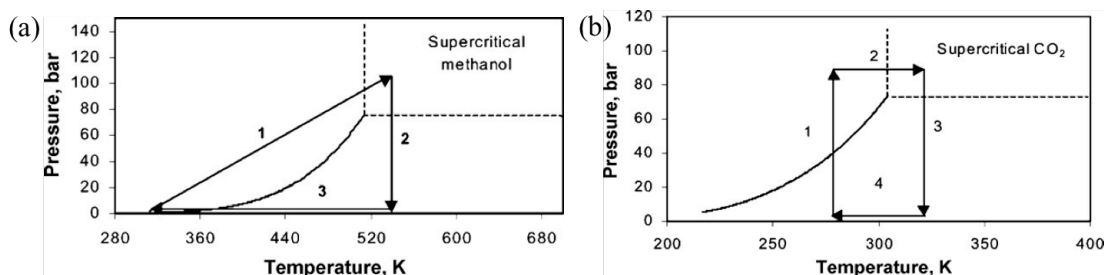 (a)
Pressure, bar
140
120
100
80
60
40
20
0
Supercritical
methanol
1
2
3
280 360 440 520 600 680
Temperature, K
(b)
Pressure, bar
120
100
80
60
40
20
0
Supercritical CO₂
2
1
3
4
200 250 300 350 400
Temperature, K